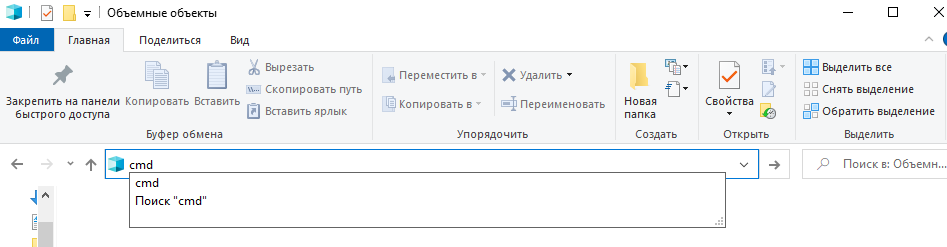 Объемные объекты
Файл
Главная
Поделиться
Вид
Закрепить на панели
быстрого доступа
Копировать
Вставить
Вырезать
Скопировать путь
Вставить ярлык
Буфер обмена
Переместить в
Копировать в
Удалить
Переименовать
Упорядочить
Новая
папка
Создать
Свойства
Открыть
Выделить все
Снять выделение
Обратить выделение
Выделить
cmd
Поиск в: Объемн...
cmd
Поиск "cmd"